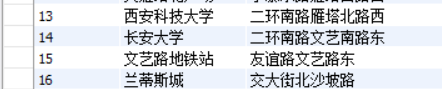 13 西安科技大学 二环南路雁塔北路西
14 长安大学 二环南路文艺南路东
15 文艺路地铁站 友谊路文艺路东
16 兰蒂斯城 交大街北沙坡路